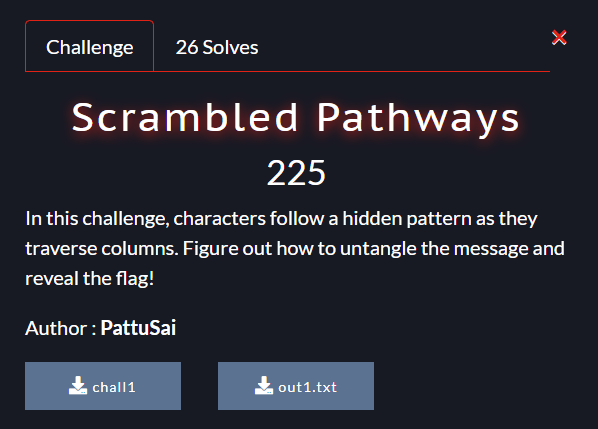 Challenge
26 Solves
Scrambled Pathways
225
In this challenge, characters follow a hidden pattern as they
traverse columns. Figure out how to untangle the message and
reveal the flag!
Author : PattuSai
chall1
out1.txt